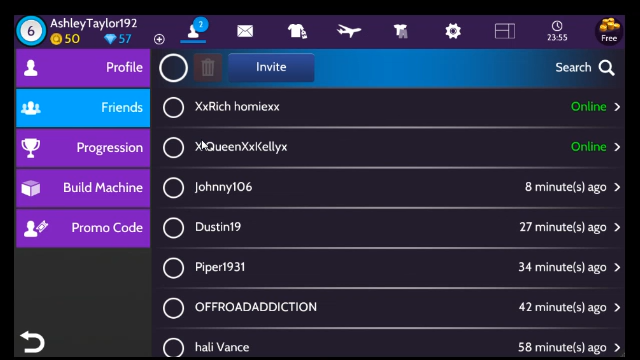 6 AshleyTaylor192
50 57 2 23:55 Free
Profile
Invite
Search
Friends
XxRich homiexx Online
Progression
XxQueenXxKellyx Online
Build Machine
Johnny106 8 minute(s) ago
Promo Code
Dustin19 27 minute(s) ago
Piper1931 34 minute(s) ago
OFFROADADDICTION 42 minute(s) ago
hali Vance 58 minute(s) ago